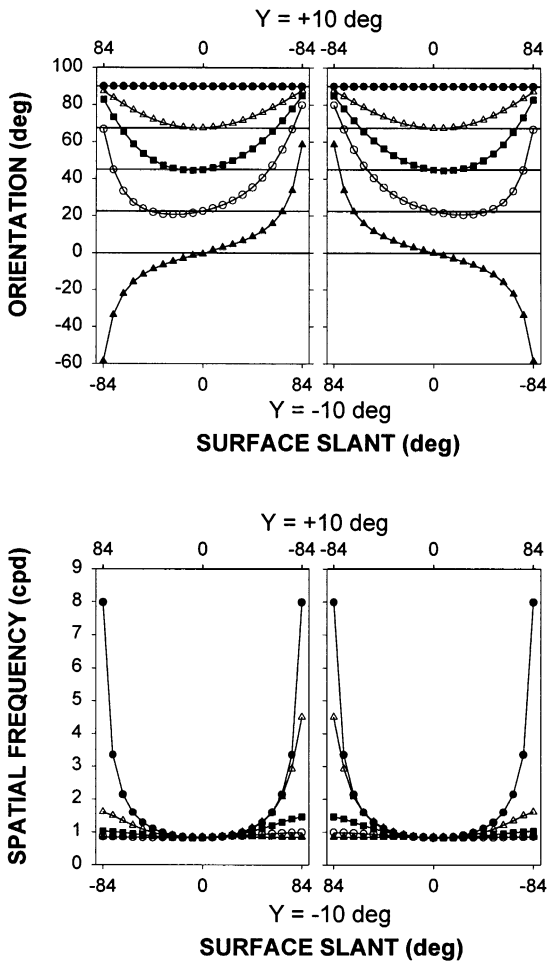 Y = +10 deg
84 0 -84 -84 0 84
100
80
60
40
20
0
-20
-40
-60
ORIENTATION (deg)
-84 0 84 84 0 -84
Y = -10 deg
SURFACE SLANT (deg)
Y = +10 deg
84 0 -84 -84 0 84
9
8
7
6
5
4
3
2
1
0
SPATIAL FREQUENCY (cpd)
-84 0 84 84 0 -84
Y = -10 deg
SURFACE SLANT (deg)